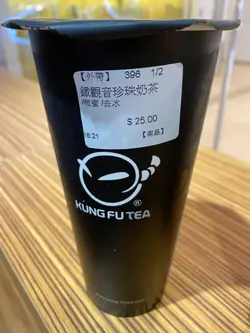 【外帶】 396 1/2
鐵觀音珍珠奶茶
/微蜜 /去冰
$ 25.00
【南品】
KUNG FU TEA
®